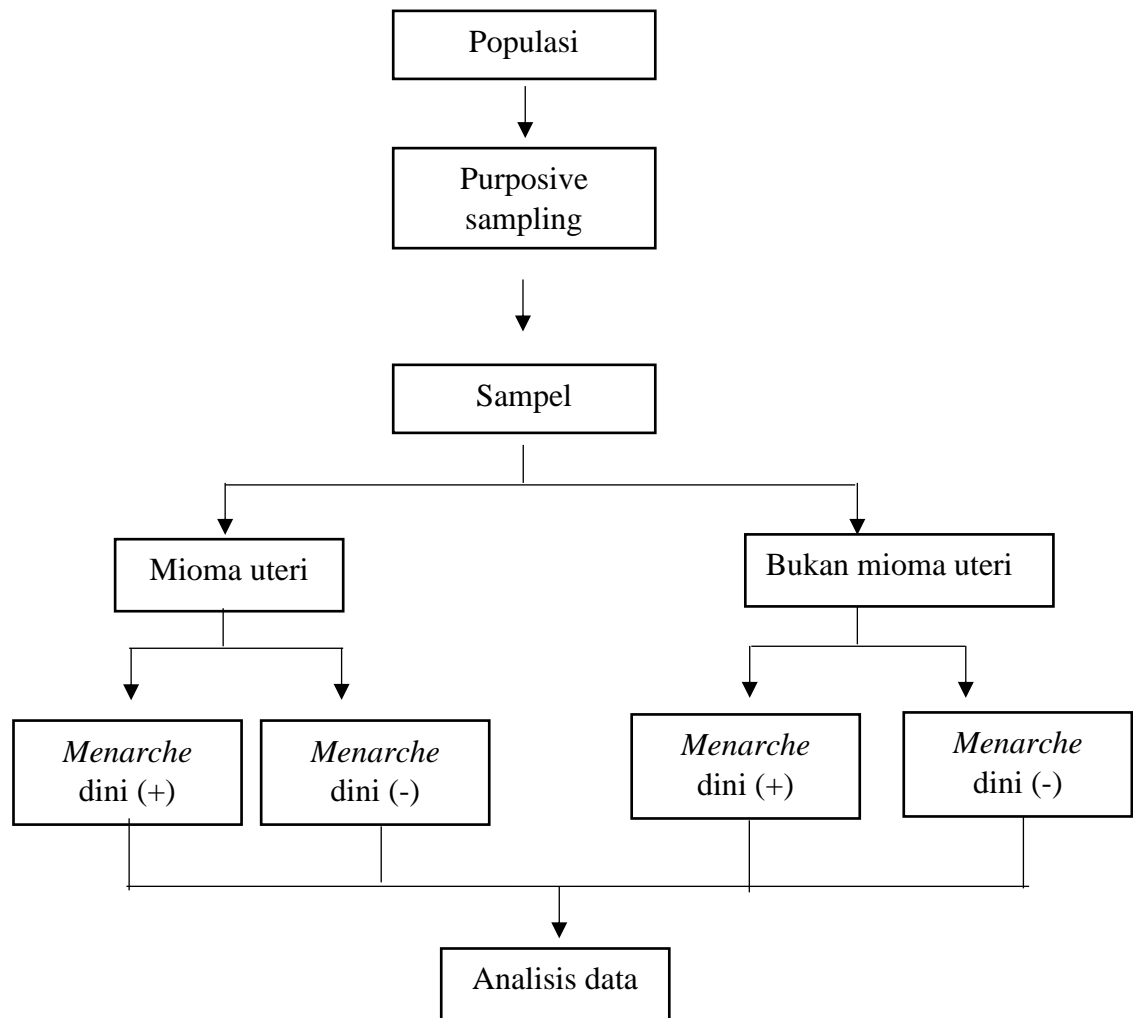 Populasi
Purposive
sampling
Sampel
Mioma uteri
Bukan mioma uteri
Menarche
dini (+)
Menarche
dini (-)
Menarche
dini (+)
Menarche
dini (-)
Analisis data